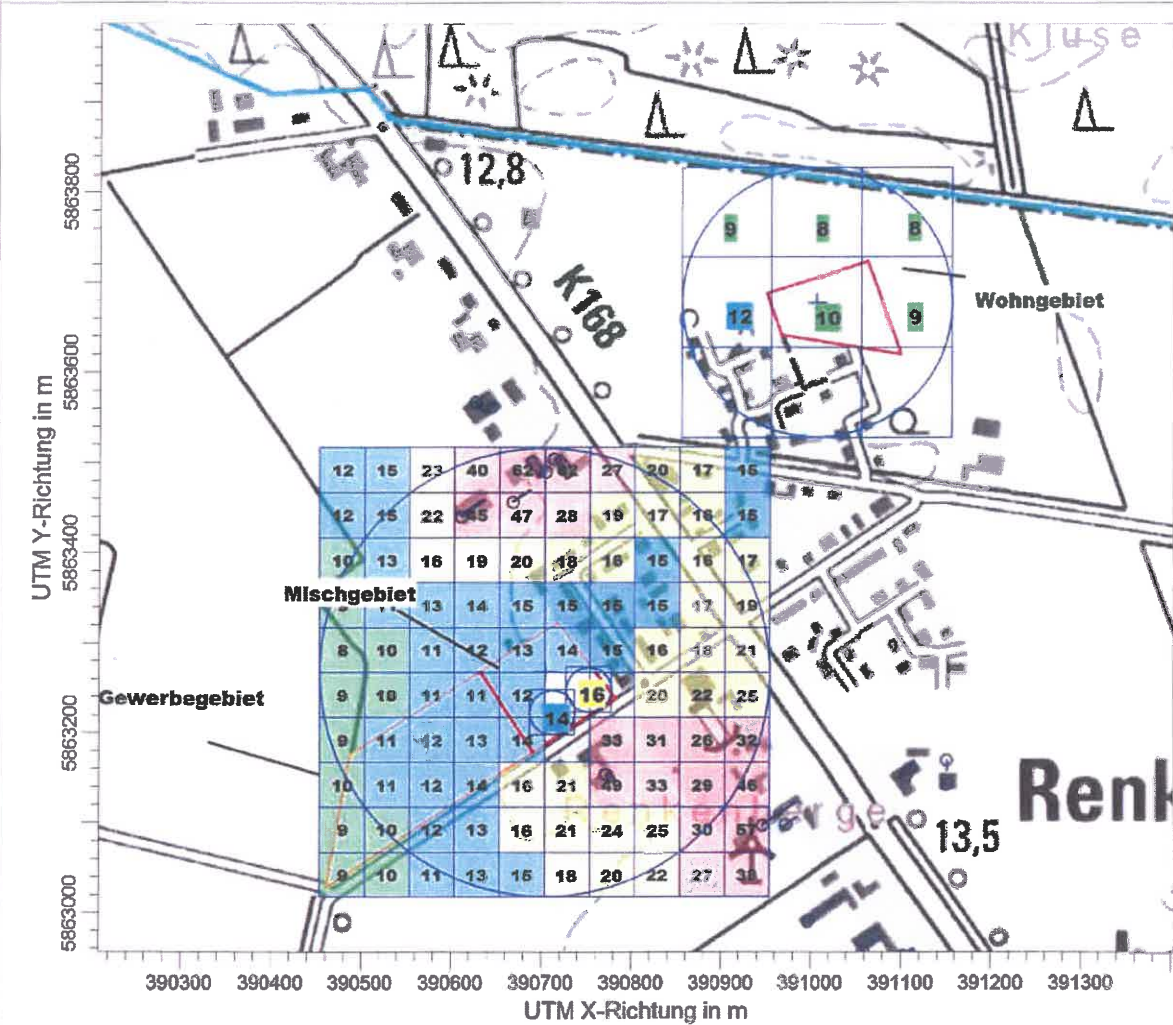 Kluse
12,8
K168
5863800
5863600
5863400
5863200
5863000
UTM Y-Richtung in m
9 8 8
12 10 9
Wohngebiet
12 15 23 40 62 27 20 17 15
12 15 22 45 47 28 19 17 16 15
10 13 16 19 20 18 16 15 16 17
Mischgebiet
13 14 15 15 15 15 17 19
8 10 11 12 13 14 15 16 18 21
Gewerbegebiet
9 10 11 11 12 16 20 22 25
14
9 11 12 13 14 33 31 26 32
10 11 12 14 16 21 49 33 29 46
9 10 12 13 16 21 24 25 30 57
9 10 11 13 15 18 20 22 27
Renk
13,5
390300 390400 390500 390600 390700 390800 390900 391000 391100 391200 391300
UTM X-Richtung in m